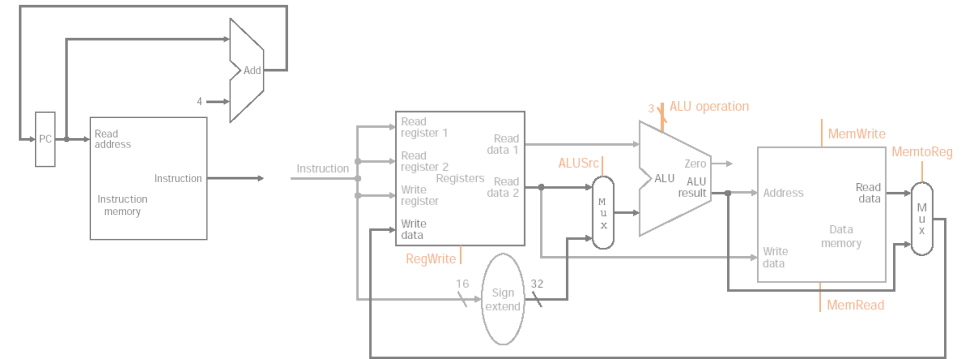 Add
4
PC
Read
address
Instruction
Instruction
memory
Instruction
Read
register 1
Read
register 2
Write
register
Write
data
Registers
Read
data 1
Read
data 2
RegWrite
16
Sign
extend
32
ALUSrc
M
u
x
3
ALU operation
Zero
ALU
ALU
result
MemWrite
Address
Read
data
Data
memory
Write
data
MemRead
MemtoReg
M
u
x